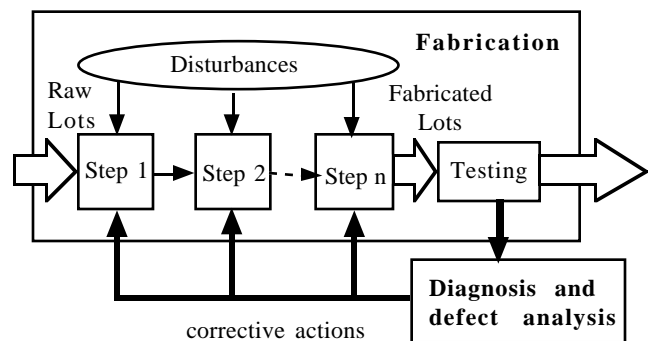 Fabrication
Disturbances
Raw
Lots
Fabricated
Lots
Step 1
Step 2
Step n
Testing
Diagnosis and
defect analysis
corrective actions